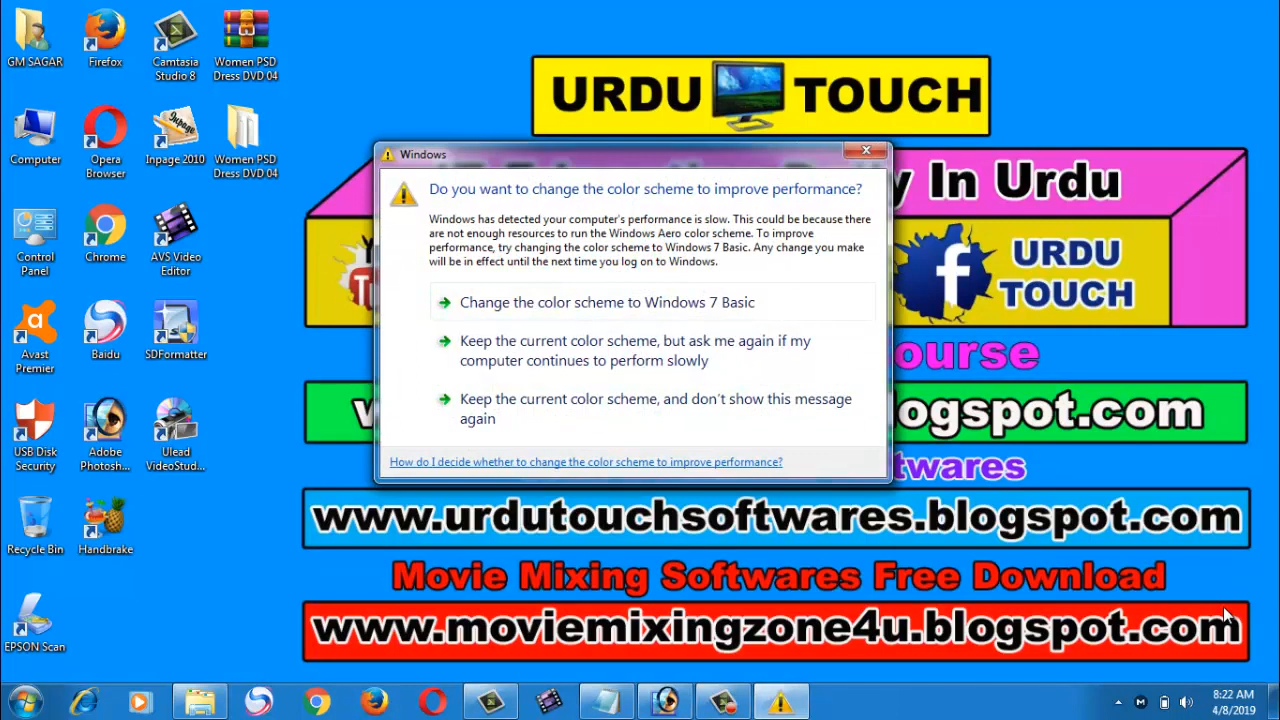 GM SAGAR
Firefox
Camtasia
Studio 8
Women PSD
Dress DVD 04
Computer
Opera
Browser
Inpage 2010
Women PSD
Dress DVD 04
Control
Panel
Chrome
AVS Video
Editor
Avast
Premier
Baidu
SDFormatter
USB Disk
Security
Adobe
Photosh...
Ulead
VideoStud...
Recycle Bin
Handbrake
EPSON Scan
URDU TOUCH
y In Urdu
URDU
TOUCH
ourse
logspot.com
twares
www.urdutouchsoftwares.blogspot.com
Movie Mixing Softwares Free Download
www.moviemixingzone4u.blogspot.com
Windows
Do you want to change the color scheme to improve performance?
Windows has detected your computer's performance is slow. This could be because there
are not enough resources to run the Windows Aero color scheme. To improve
performance, try changing the color scheme to Windows 7 Basic. Any change you make
will be in effect until the next time you log on to Windows.
Change the color scheme to Windows 7 Basic
Keep the current color scheme, but ask me again if my
computer continues to perform slowly
Keep the current color scheme, and don't show this message
again
How do I decide whether to change the color scheme to improve performance?
8:22 AM
4/8/2019